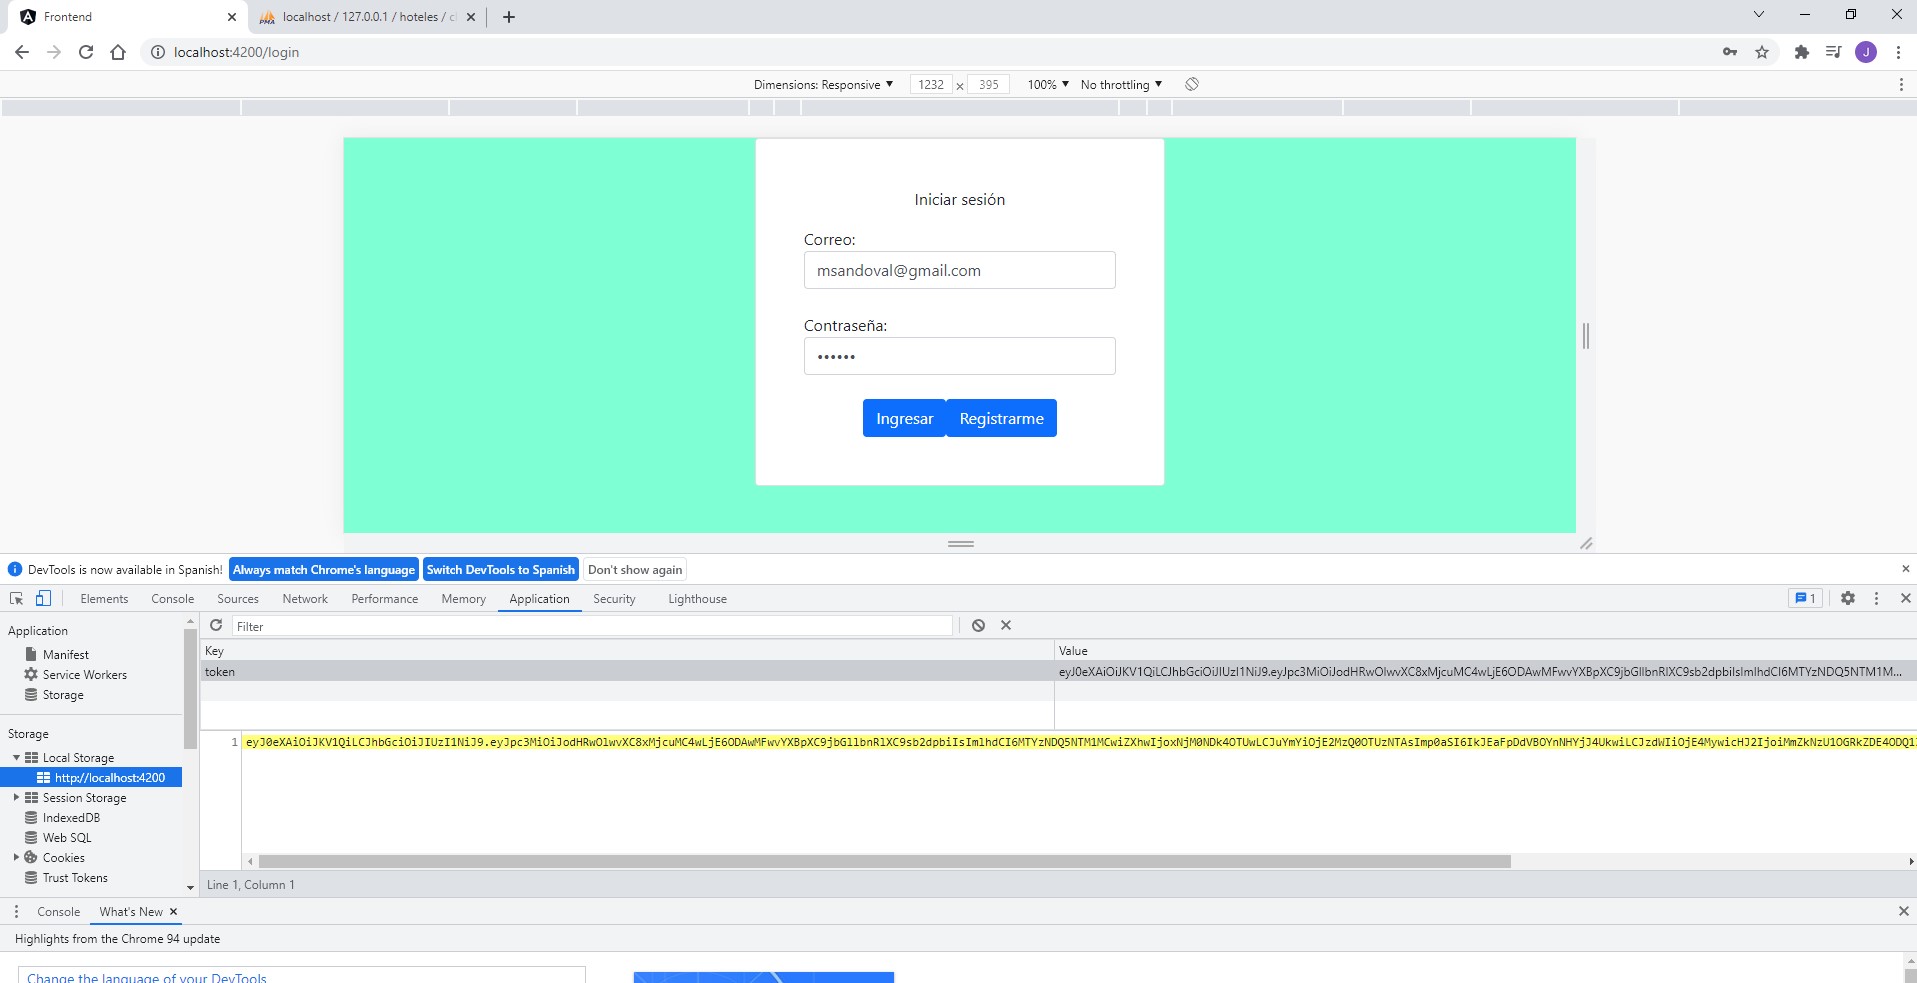 Frontend
localhost / 127.0.0.1 / hoteles / cl
localhost:4200/login
J
Dimensions: Responsive 1232 x 395 100% No throttling
Iniciar sesión
Correo:
msandoval@gmail.com
Contraseña:
••••••
Ingresar Registrarme
DevTools is now available in Spanish! Always match Chrome's language Switch DevTools to Spanish Don't show again
Elements Console Sources Network Performance Memory Application Security Lighthouse 1
Application
Manifest
Service Workers
Storage
Storage
Local Storage
http://localhost:4200
Session Storage
IndexedDB
Web SQL
Cookies
Trust Tokens
Filter
Key Value
token
1
Line 1, Column 1
Console What's New
Highlights from the Chrome 94 update
Change the language of your DevTools